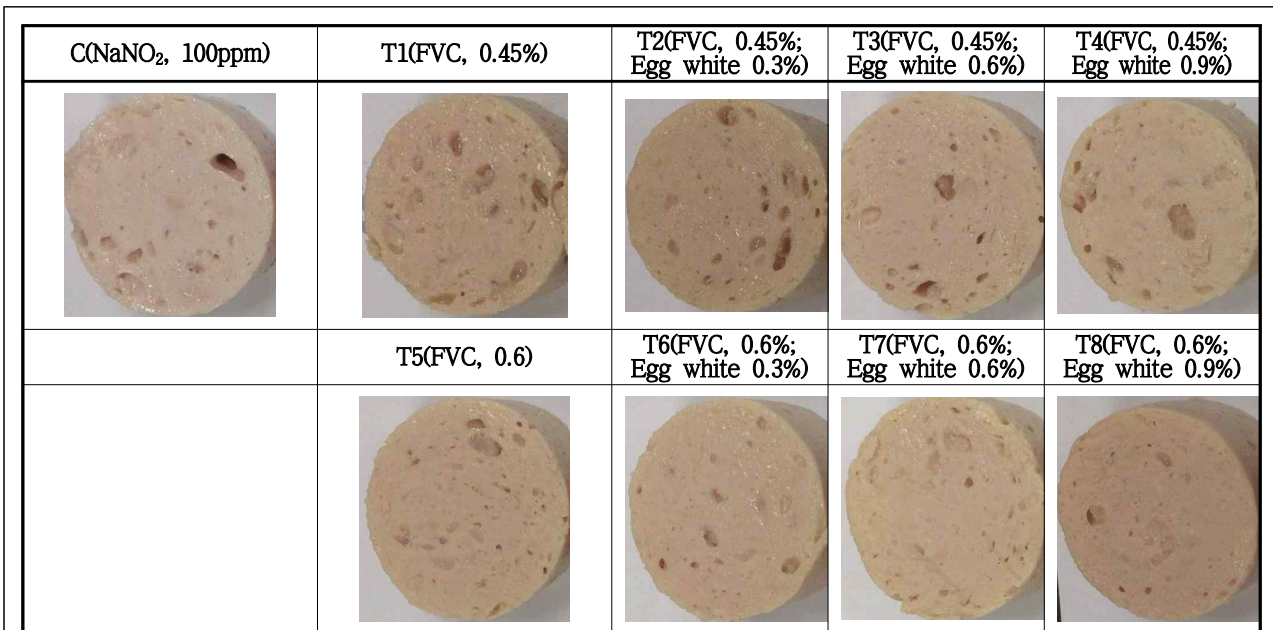 C(NaNO₂, 100ppm)
T1(FVC, 0.45%)
T2(FVC, 0.45%;
Egg white 0.3%)
T3(FVC, 0.45%;
Egg white 0.6%)
T4(FVC, 0.45%;
Egg white 0.9%)
T5(FVC, 0.6)
T6(FVC, 0.6%;
Egg white 0.3%)
T7(FVC, 0.6%;
Egg white 0.6%)
T8(FVC, 0.6%;
Egg white 0.9%)